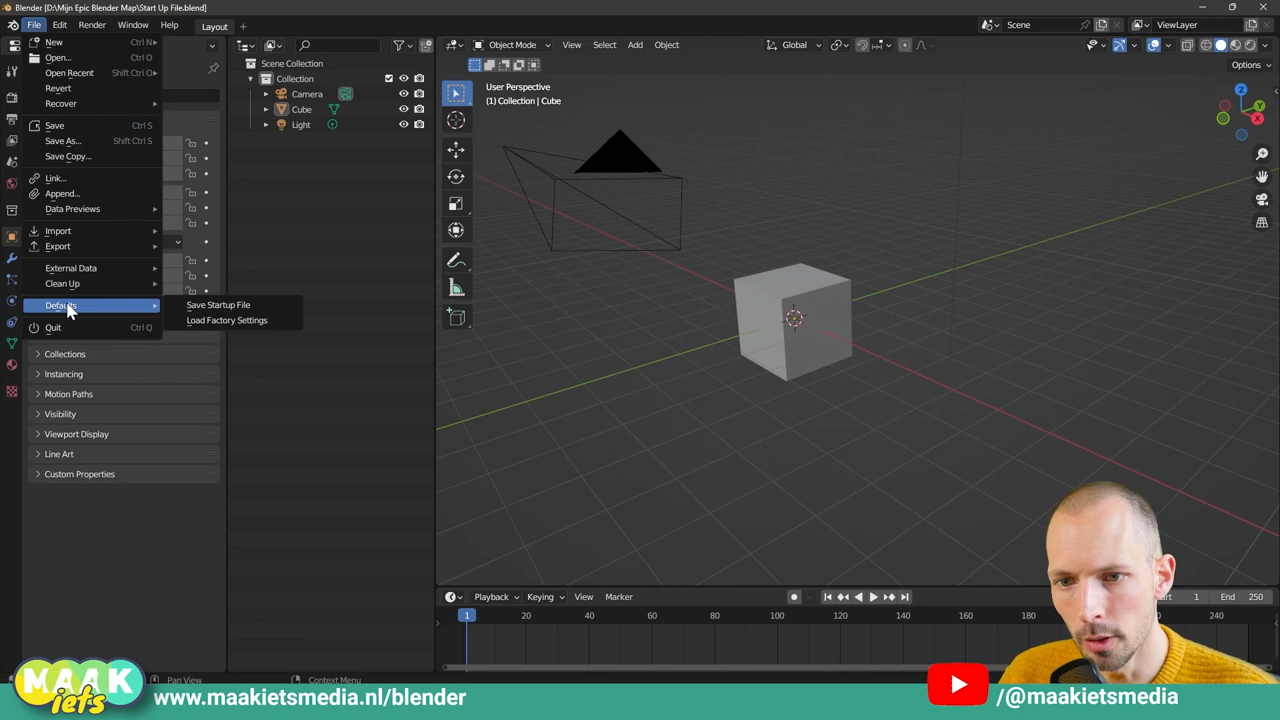 Blender [D:\Mijn Epic Blender Map\Start Up File.blend]
File Edit Render Window Help Layout + Scene ViewLayer
Object Mode View Select Add Object Global
Options
New Ctrl N
Open... Ctrl O
Open Recent Shift Ctrl O
Revert
Recover
Save Ctrl S
Save As... Shift Ctrl S
Save Copy...
Link...
Append...
Data Previews
Import
Export
External Data
Clean Up
Defaults
Quit Ctrl Q
Save Startup File
Load Factory Settings
Collections
Instancing
Motion Paths
Visibility
Viewport Display
Line Art
Custom Properties
Scene Collection
Collection
Camera
Cube
Light
User Perspective
(1) Collection | Cube
Z
Y
X
Playback Keying View Marker 1 End 250
1 20 40 60 80 100 120 140 160 180 200 240
Pan View Context Menu
MAAK
iets
www.maakietsmedia.nl/blender
/@maakietsmedia